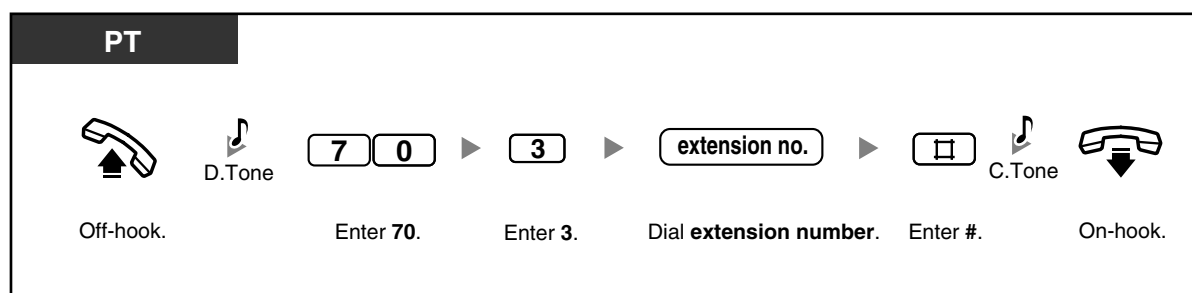 PT
D.Tone
7 0
3
extension no.
#
C.Tone
Off-hook.
Enter 70.
Enter 3.
Dial extension number.
Enter #.
On-hook.